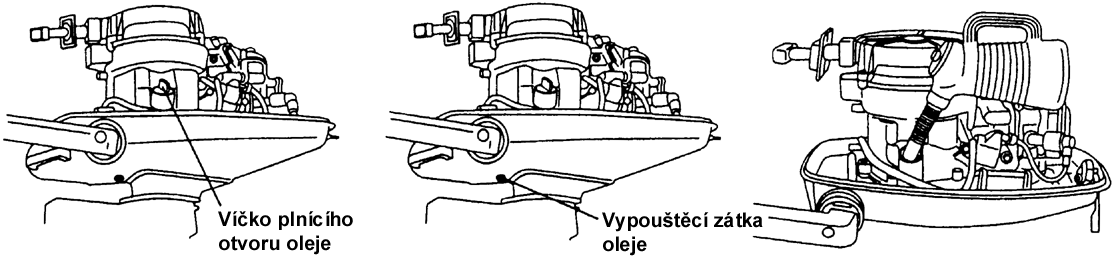 Víčko plnícího
otvoru oleje
Vypouštěcí zátka
oleje